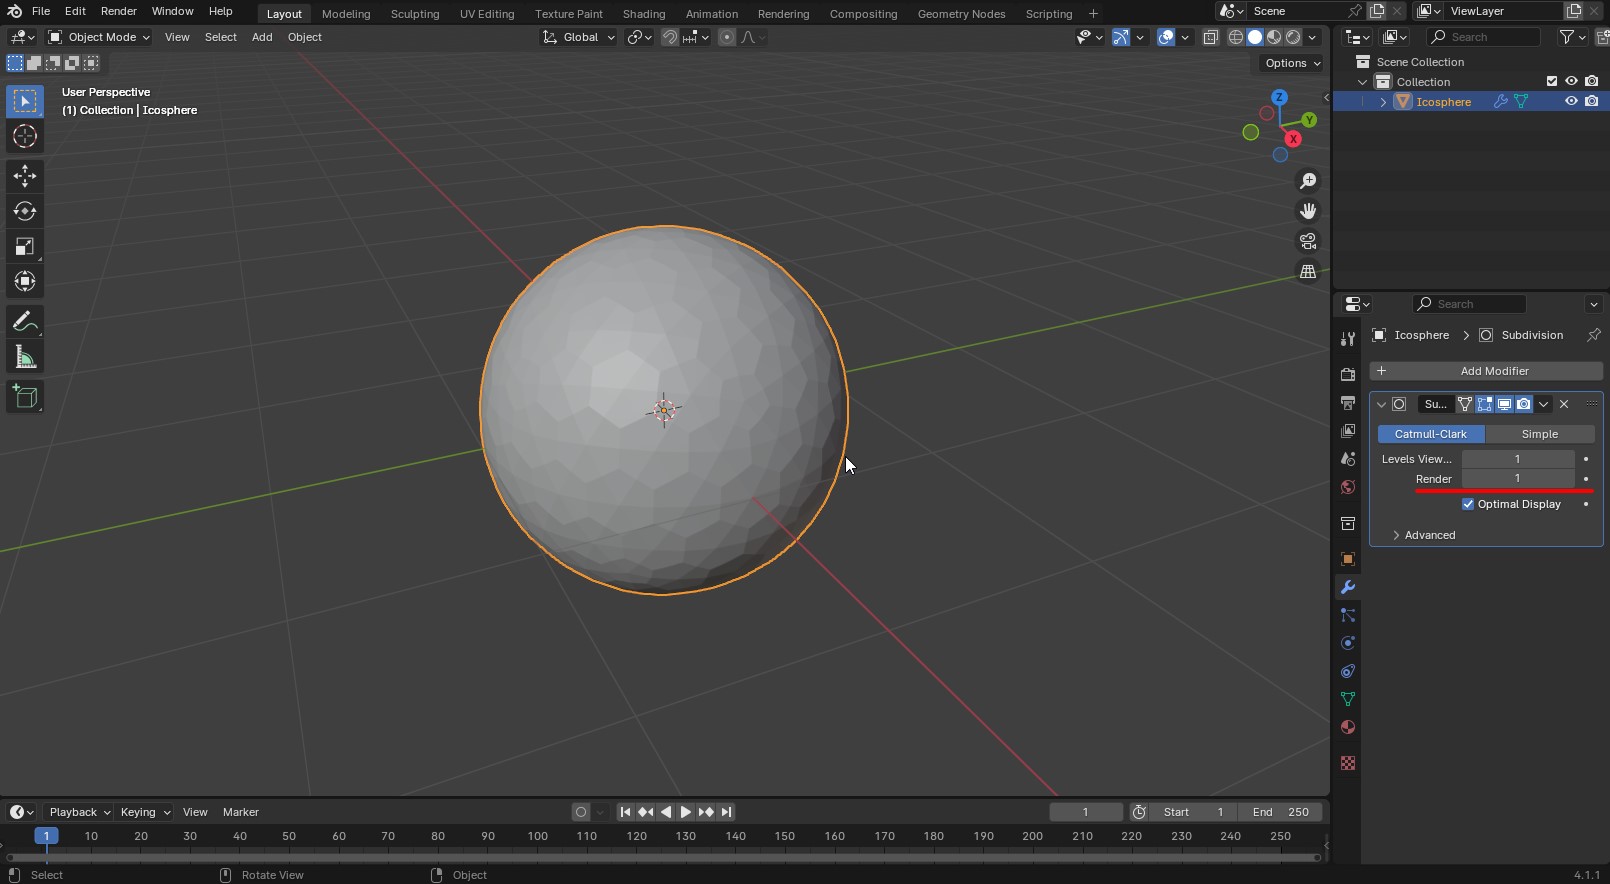 File Edit Render Window Help Layout Modeling Sculpting UV Editing Texture Paint Shading Animation Rendering Compositing Geometry Nodes Scripting + Scene ViewLayer
Object Mode View Select Add Object Global Search
Options
User Perspective
(1) Collection | Icosphere
Z
Y
X
Scene Collection
Collection
Icosphere
Search
Icosphere > Subdivision
+ Add Modifier
Su...
Catmull-Clark Simple
Levels View... 1
Render 1
Optimal Display
Advanced
Playback Keying View Marker 1 Start 1 End 250
1 10 20 30 40 50 60 70 80 90 100 110 120 130 140 150 160 170 180 190 200 210 220 230 240 250
Select Rotate View Object 4.1.1